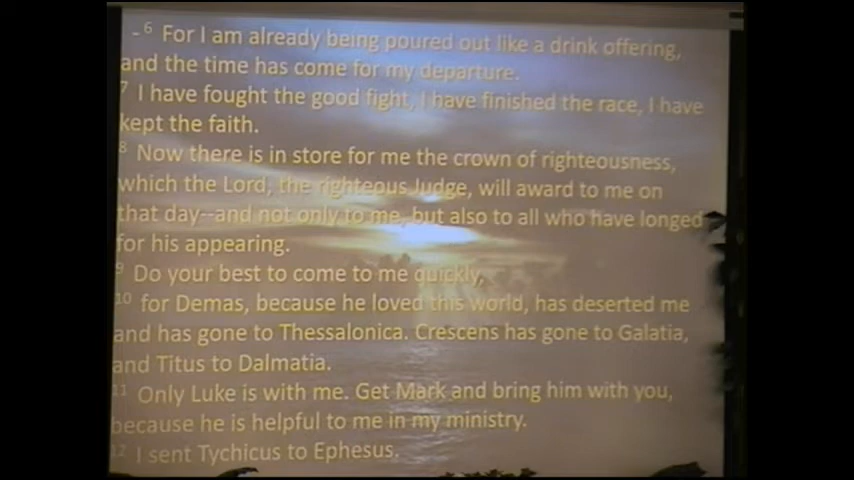 - 6 For I am already being poured out like a drink offering,
and the time has come for my departure.
7 I have fought the good fight, I have finished the race, I have
kept the faith.
8 Now there is in store for me the crown of righteousness,
which the Lord, the righteous Judge, will award to me on
that day--and not only to me, but also to all who have longed
for his appearing.
9 Do your best to come to me quickly,
10 for Demas, because he loved this world, has deserted me
and has gone to Thessalonica. Crescens has gone to Galatia,
and Titus to Dalmatia.
11 Only Luke is with me. Get Mark and bring him with you,
because he is helpful to me in my ministry.
12 I sent Tychicus to Ephesus.